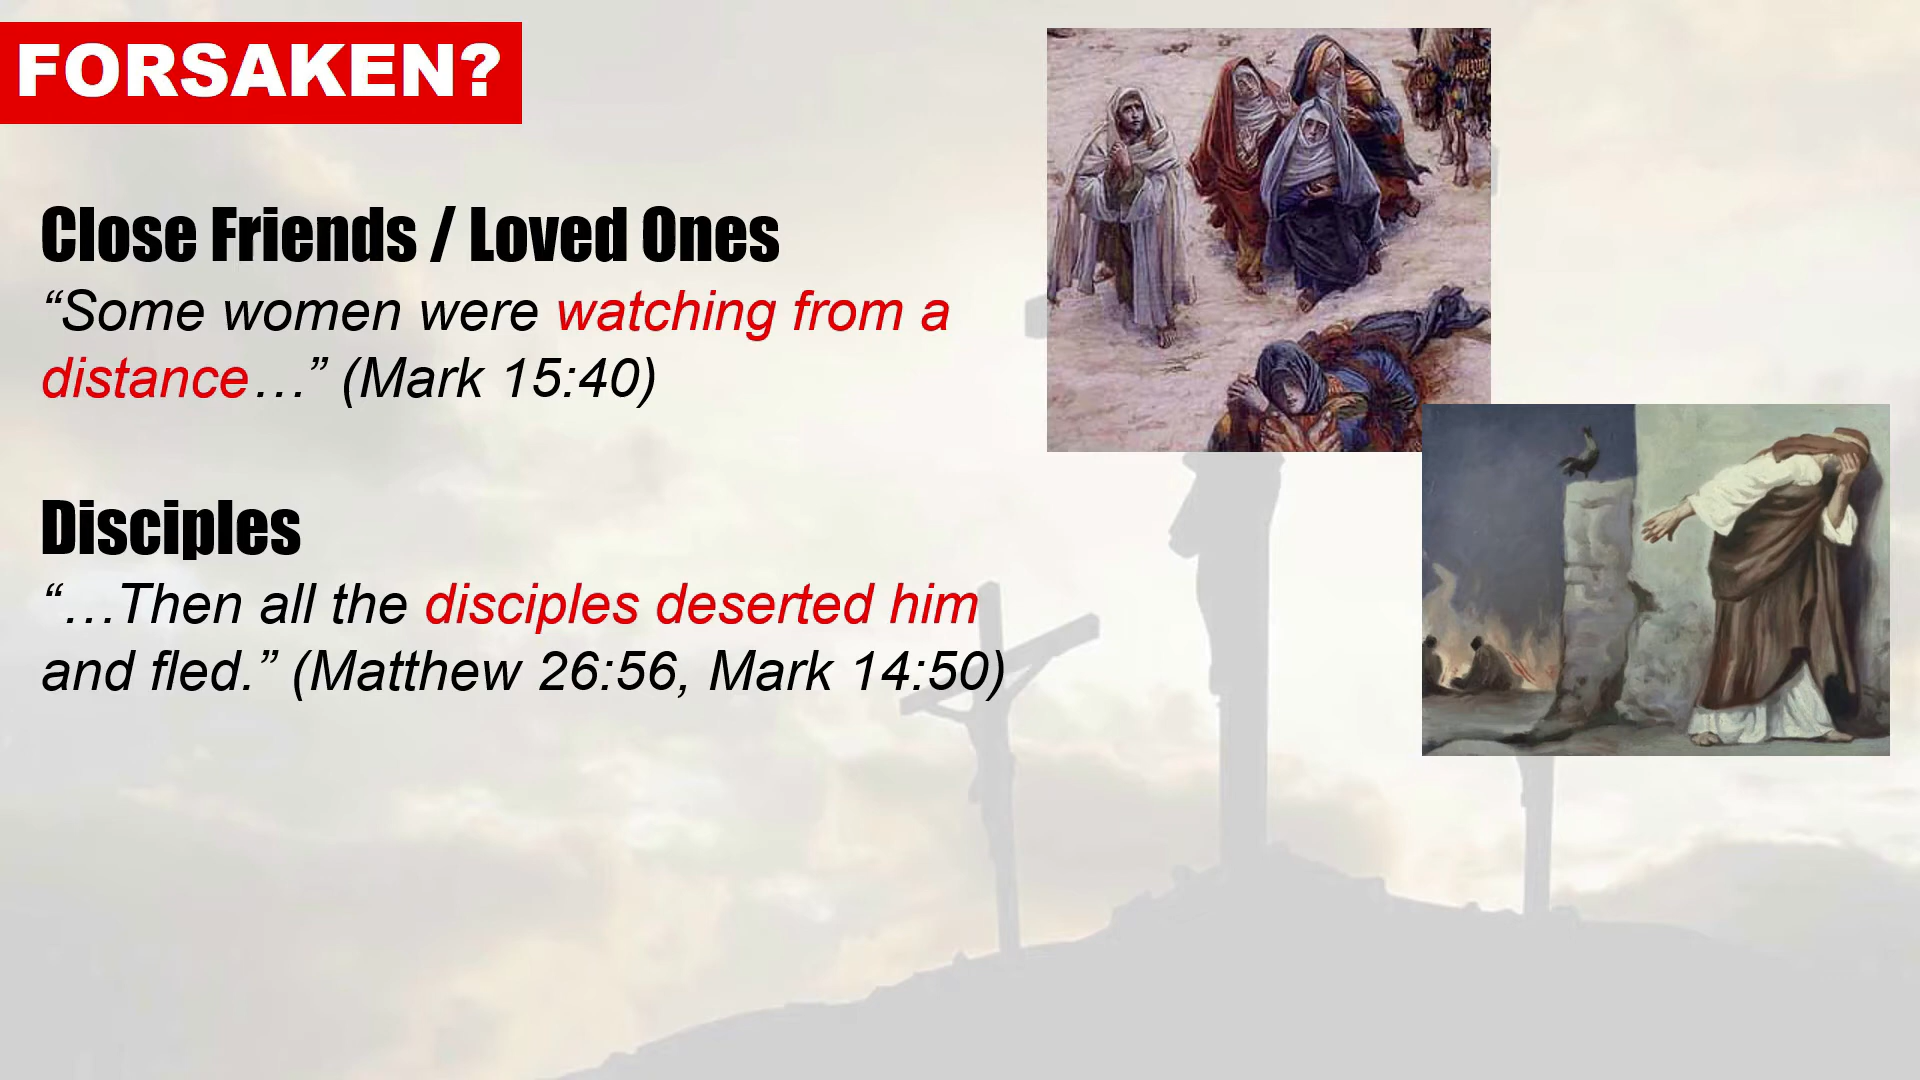 FORSAKEN?
Close Friends / Loved Ones
“Some women were watching from a
distance…” (Mark 15:40)
Disciples
“…Then all the disciples deserted him
and fled.” (Matthew 26:56, Mark 14:50)